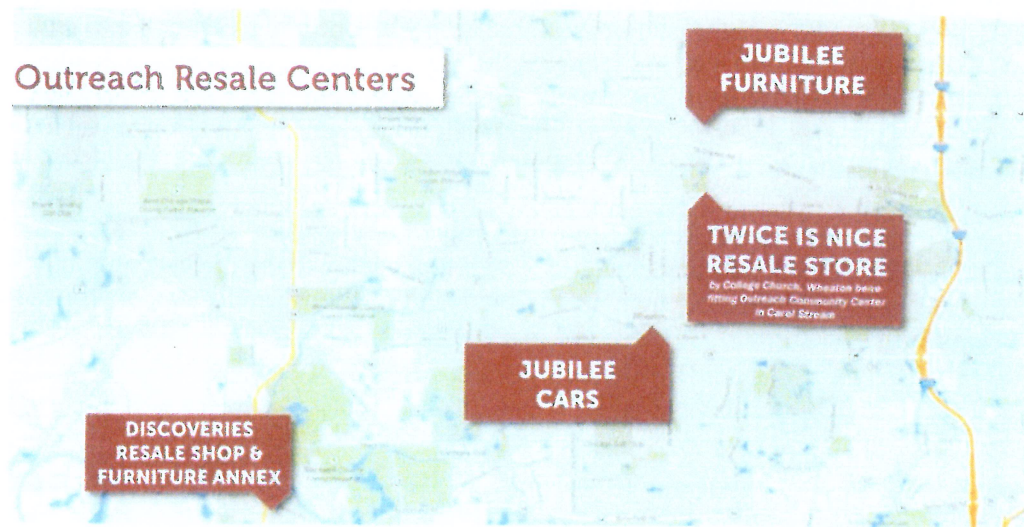 Outreach Resale Centers
JUBILEE
FURNITURE
TWICE IS NICE
RESALE STORE
by College Church, Wheaton bene-
fitting Outreach Community Center
in Carol Stream
JUBILEE
CARS
DISCOVERIES
RESALE SHOP &
FURNITURE ANNEX